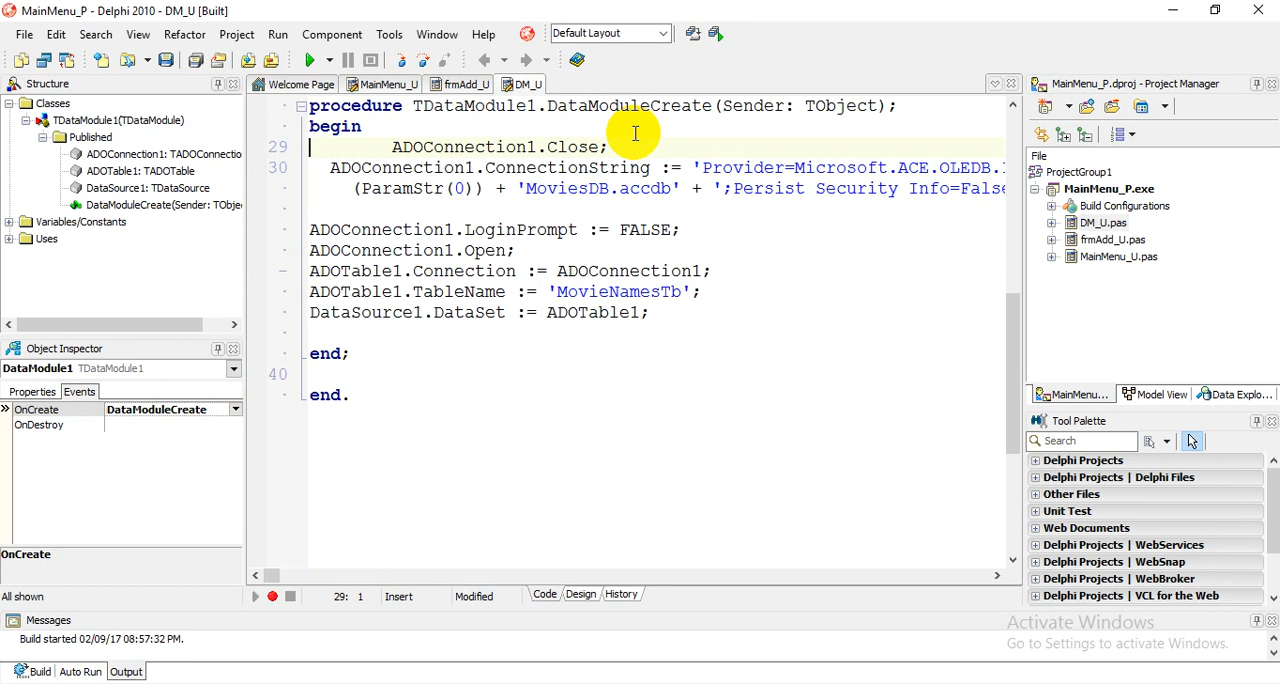 MainMenu_P - Delphi 2010 - DM_U [Built]
File Edit Search View Refactor Project Run Component Tools Window Help Default Layout
Structure
Welcome Page MainMenu_U frmAdd_U DM_U
MainMenu_P.dproj - Project Manager
Classes
TDataModule1(TDataModule)
Published
ADOConnection1: TADOConnectio
ADOTable1: TADOTable
DataSource1: TDataSource
DataModuleCreate(Sender: TObje
Variables/Constants
Uses
procedure TDataModule1.DataModuleCreate(Sender: TObject);
begin
29 ADOConnection1.Close;
30 ADOConnection1.ConnectionString := 'Provider=Microsoft.ACE.OLEDB.
(ParamStr(0)) + 'MoviesDB.accdb' + ';Persist Security Info=False
ADOConnection1.LoginPrompt := FALSE;
ADOConnection1.Open;
ADOTable1.Connection := ADOConnection1;
ADOTable1.TableName := 'MovieNamesTb';
DataSource1.DataSet := ADOTable1;
end;
40
end.
File
ProjectGroup1
MainMenu_P.exe
Build Configurations
DM_U.pas
frmAdd_U.pas
MainMenu_U.pas
MainMenu... Model View Data Explo...
Object Inspector
DataModule1 TDataModule1
Properties Events
OnCreate DataModuleCreate
OnDestroy
OnCreate
All shown
Tool Palette
Search
Delphi Projects
Delphi Projects | Delphi Files
Other Files
Unit Test
Web Documents
Delphi Projects | WebServices
Delphi Projects | WebSnap
Delphi Projects | WebBroker
Delphi Projects | VCL for the Web
29: 1 Insert Modified Code Design History
Messages
Build started 02/09/17 08:57:32 PM.
Build Auto Run Output
Activate Windows
Go to Settings to activate Windows.